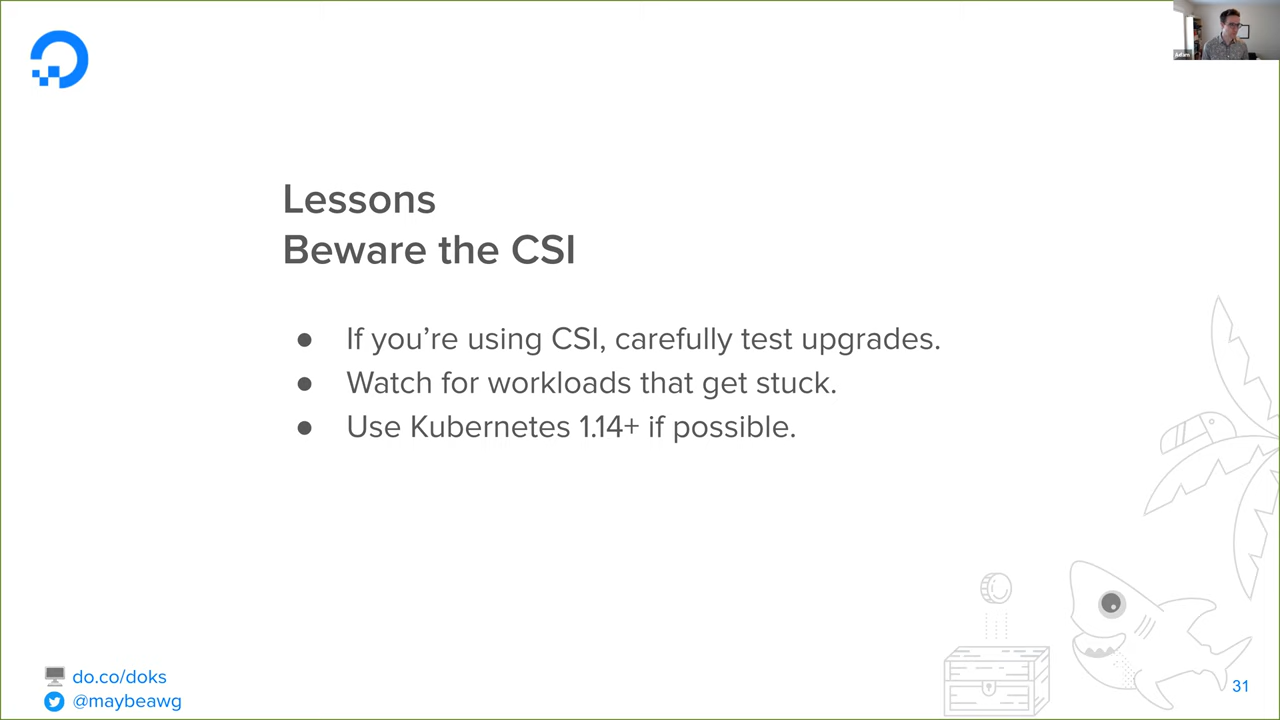 Adam
Lessons
Beware the CSI
● If you’re using CSI, carefully test upgrades.
● Watch for workloads that get stuck.
● Use Kubernetes 1.14+ if possible.
do.co/doks
@maybeawg
31